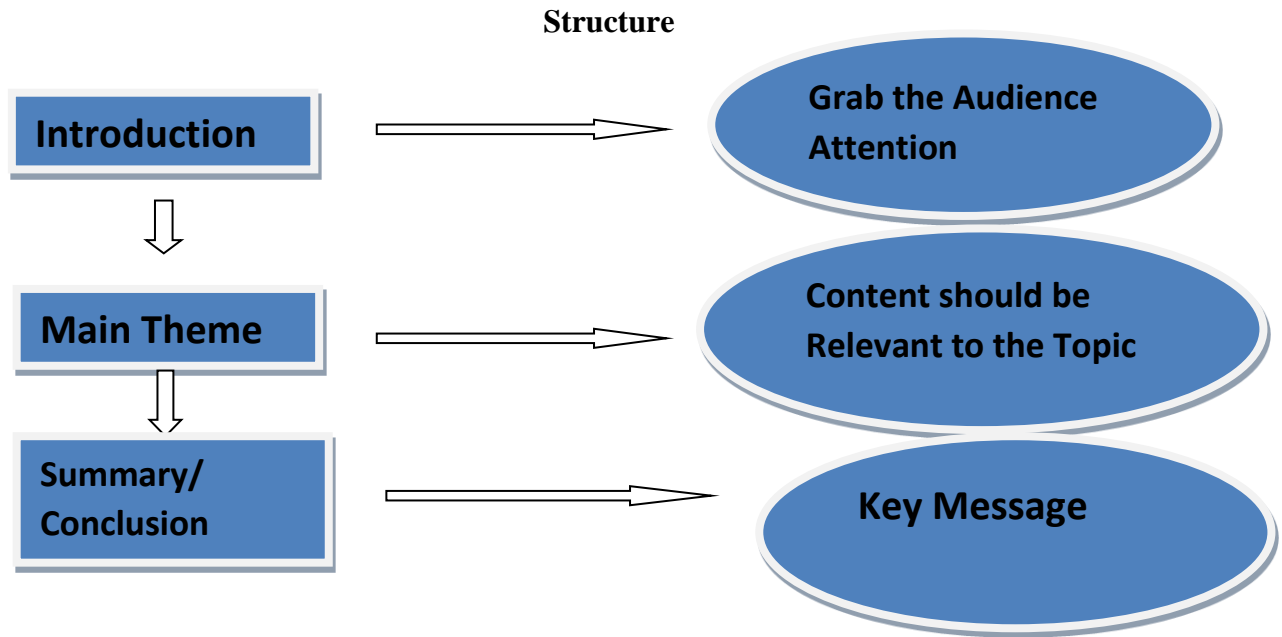 Structure
Introduction
Grab the Audience
Attention
Main Theme
Content should be
Relevant to the Topic
Summary/
Conclusion
Key Message